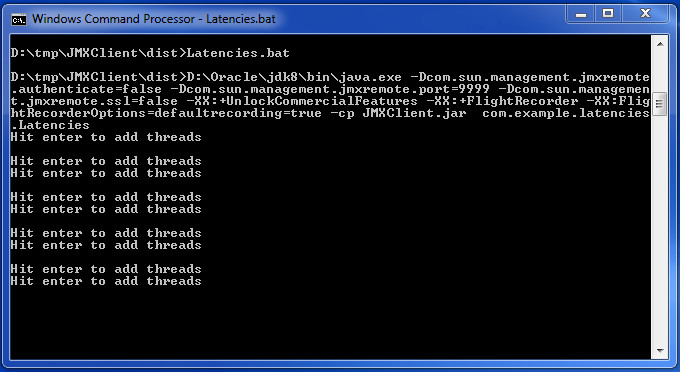 Windows Command Processor - Latencies.bat
D:\tmp\JMXClient\dist>Latencies.bat
D:\tmp\JMXClient\dist>D:\Oracle\jdk8\bin\java.exe -Dcom.sun.management.jmxremote
.authenticate=false -Dcom.sun.management.jmxremote.port=9999 -Dcom.sun.managemen
t.jmxremote.ssl=false -XX:+UnlockCommercialFeatures -XX:+FlightRecorder -XX:Flig
htRecorderOptions=defaultrecording=true -cp JMXClient.jar  com.example.latencies
.Latencies
Hit enter to add threads
Hit enter to add threads
Hit enter to add threads
Hit enter to add threads
Hit enter to add threads
Hit enter to add threads
Hit enter to add threads
Hit enter to add threads
Hit enter to add threads